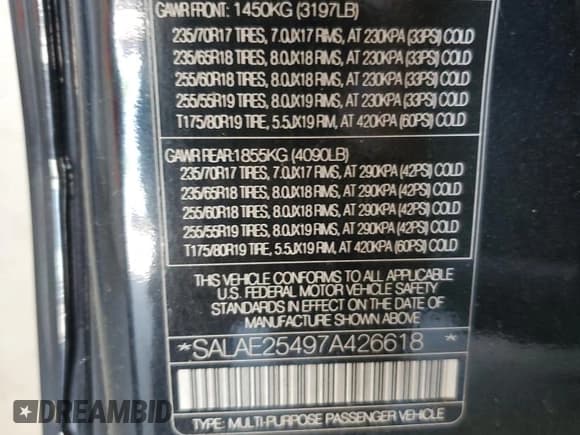 GAWR FRONT: 1450KG (3197LB)
235/70R17 TIRES, 7.0JX17 RIMS, AT 230KPA (33PSI) COLD
235/65R18 TIRES, 8.0JX18 RIMS, AT 230KPA (33PSI) COLD
255/60R18 TIRES, 8.0JX18 RIMS, AT 230KPA (33PSI) COLD
255/55R19 TIRES, 8.0JX19 RIMS, AT 230KPA (33PSI) COLD
T175/80R19 TIRE, 5.5JX19 RIM, AT 420KPA (60PSI) COLD
GAWR REAR:1855KG (4090LB)
235/70R17 TIRES, 7.0JX17 RIMS, AT 290KPA (42PSI) COLD
235/65R18 TIRES, 8.0JX18 RIMS, AT 290KPA (42PSI) COLD
255/60R18 TIRES, 8.0JX18 RIMS, AT 290KPA (42PSI) COLD
255/55R19 TIRES, 8.0JX19 RIMS, AT 290KPA (42PSI) COLD
T175/80R19 TIRE, 5.5JX19 RIM, AT 420KPA (60PSI) COLD
THIS VEHICLE CONFORMS TO ALL APPLICABLE
U.S. FEDERAL MOTOR VEHICLE SAFETY
STANDARDS IN EFFECT ON THE DATE OF
MANUFACTURE SHOWN ABOVE
*SALAE25497A426618 *
TYPE: MULTI-PURPOSE PASSENGER VEHICLE
DREAMBID